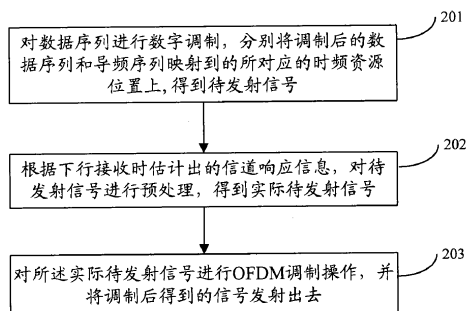 201
对数据序列进行数字调制，分别将调制后的数
据序列和导频序列映射到的所对应的时频资源
位置上,得到待发射信号
202
根据下行接收时估计出的信道响应信息，对待
发射信号进行预处理，得到实际待发射信号
203
对所述实际待发射信号进行OFDM调制操作，并
将调制后得到的信号发射出去